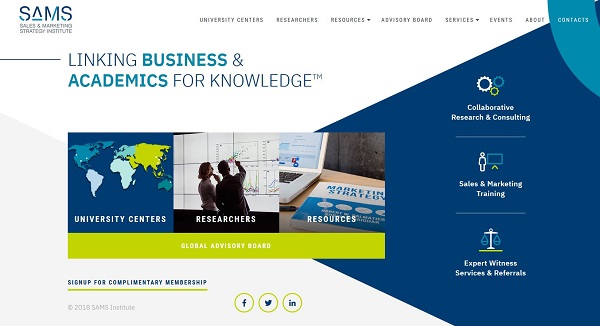 SAMS
SALES & MARKETING
STRATEGY INSTITUTE
UNIVERSITY CENTERS RESEARCHERS RESOURCES ADVISORY BOARD SERVICES EVENTS ABOUT CONTACTS
LINKING BUSINESS &
ACADEMICS FOR KNOWLEDGE™
Collaborative
Research & Consulting
Sales & Marketing
Training
Expert Witness
Services & Referrals
MARKETING
STRATEGY
UNIVERSITY CENTERS
RESEARCHERS
RESOURCES
GLOBAL ADVISORY BOARD
SIGNUP FOR COMPLIMENTARY MEMBERSHIP
© 2018 SAMS Institute